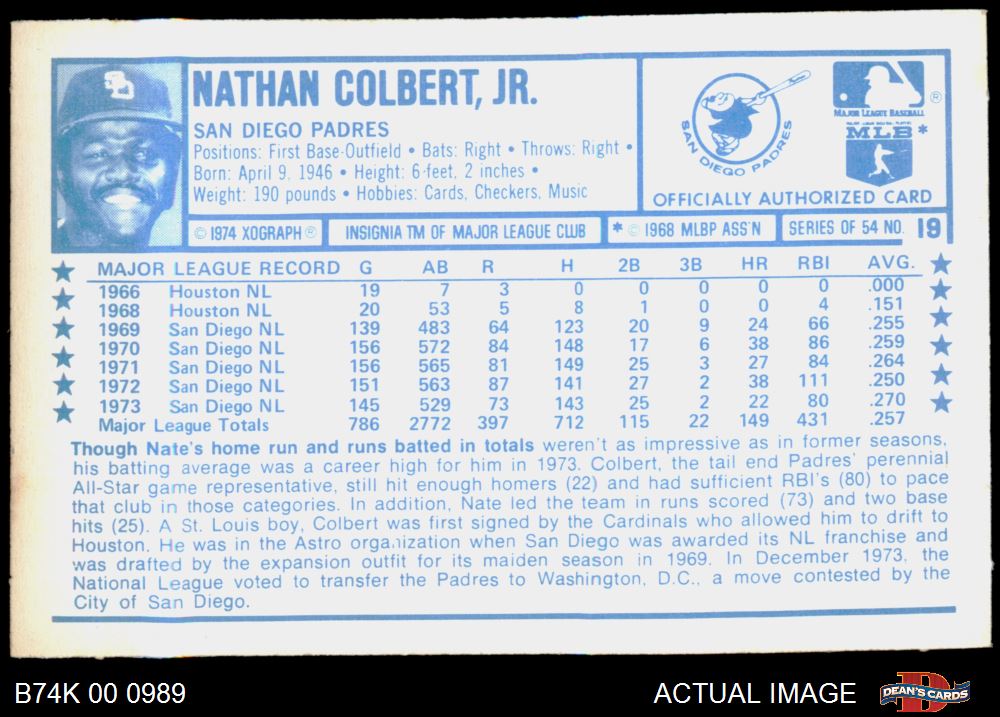 SD
NATHAN COLBERT, JR.
SAN DIEGO PADRES
Positions: First Base-Outfield • Bats: Right • Throws: Right •
Born: April 9, 1946 • Height: 6 feet, 2 inches •
Weight: 190 pounds • Hobbies: Cards, Checkers, Music
SAN DIEGO PADRES
MAJOR LEAGUE BASEBALL ®
MAJOR LEAGUE BASEBALL PLAYERS
MLB *
OFFICIALLY AUTHORIZED CARD
© 1974 XOGRAPH ®
INSIGNIA TM OF MAJOR LEAGUE CLUB
* © 1968 MLBP ASS'N
SERIES OF 54 NO. 19
MAJOR LEAGUE RECORD G AB R H 2B 3B HR RBI AVG.
1966 Houston NL 19 7 3 0 0 0 0 0 .000
1968 Houston NL 20 53 5 8 1 0 0 4 .151
1969 San Diego NL 139 483 64 123 20 9 24 66 .255
1970 San Diego NL 156 572 84 148 17 6 38 86 .259
1971 San Diego NL 156 565 81 149 25 3 27 84 .264
1972 San Diego NL 151 563 87 141 27 2 38 111 .250
1973 San Diego NL 145 529 73 143 25 2 22 80 .270
Major League Totals 786 2772 397 712 115 22 149 431 .257
Though Nate's home run and runs batted in totals weren't as impressive as in former seasons,
his batting average was a career high for him in 1973. Colbert, the tail end Padres' perennial
All-Star game representative, still hit enough homers (22) and had sufficient RBI's (80) to pace
that club in those categories. In addition, Nate led the team in runs scored (73) and two base
hits (25). A St. Louis boy, Colbert was first signed by the Cardinals who allowed him to drift to
Houston. He was in the Astro organization when San Diego was awarded its NL franchise and
was drafted by the expansion outfit for its maiden season in 1969. In December 1973, the
National League voted to transfer the Padres to Washington, D.C., a move contested by the
City of San Diego.
B74K 00 0989
ACTUAL IMAGE
DEAN'S CARDS